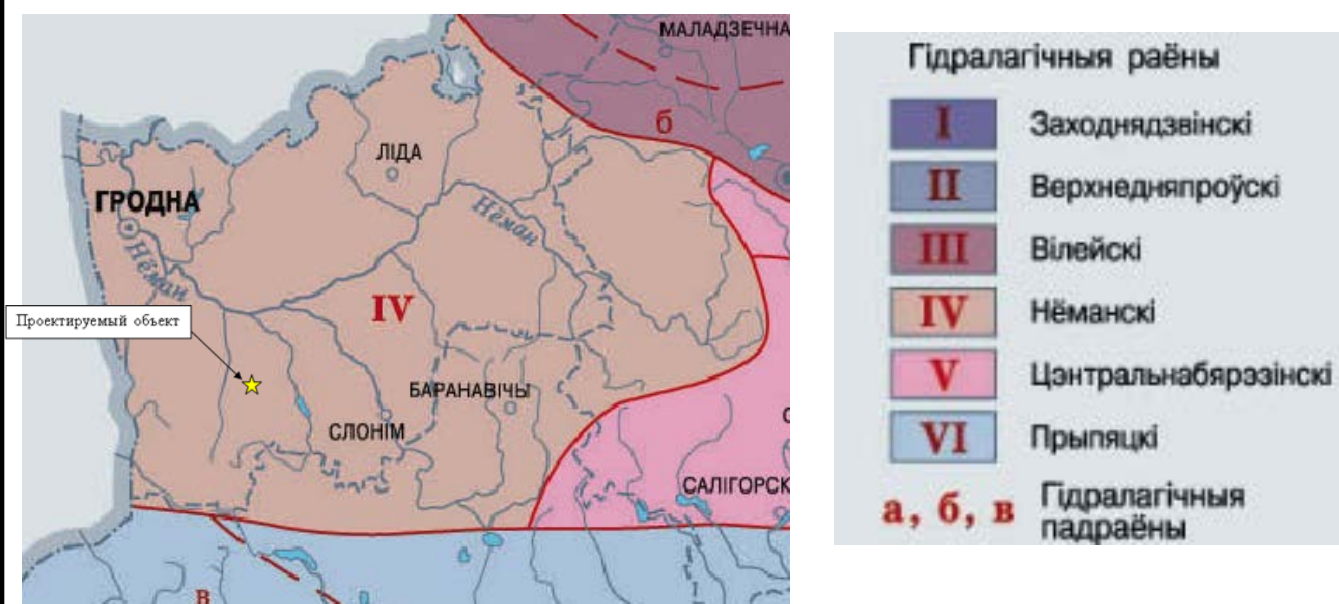 МАЛАДЗЕЧНА
б
ЛІДА
ГРОДНА
Нёман
Нёман
IV
Проектируемый объект
БАРАНАВІЧЫ
СЛОНІМ
САЛІГОРСК
в
Гідралагічныя раёны
I Заходнядзвінскі
II Верхнедняпроўскі
III Вілейскі
IV Нёманскі
V Цэнтральнабярэзінскі
VI Прыпяцкі
а, б, в Гідралагічныя
падраёны